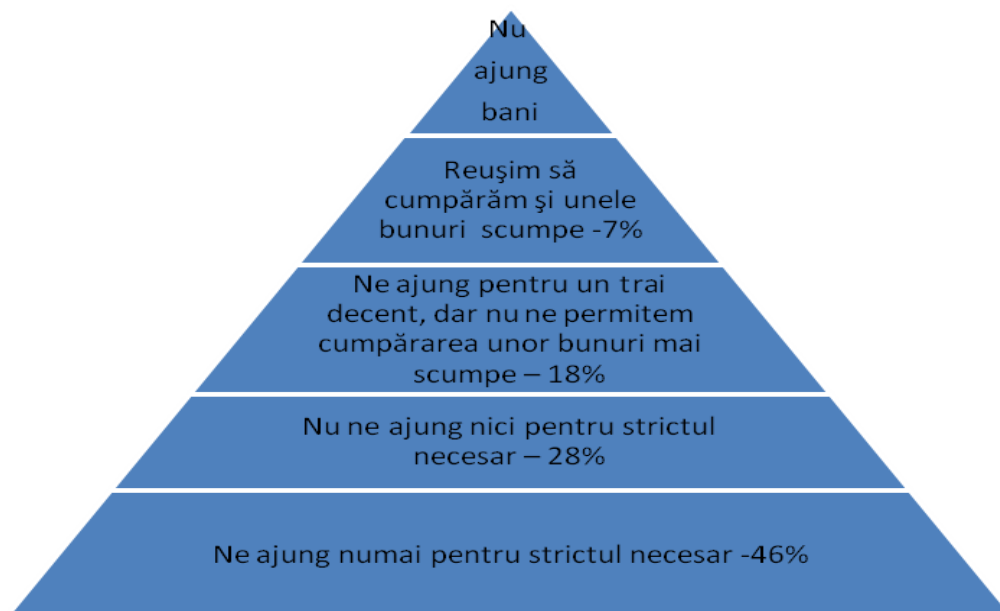 Nu
ajung
bani
Reuşim să
cumpărăm şi unele
bunuri scumpe -7%
Ne ajung pentru un trai
decent, dar nu ne permitem
cumpărarea unor bunuri mai
scumpe – 18%
Nu ne ajung nici pentru strictul
necesar – 28%
Ne ajung numai pentru strictul necesar -46%